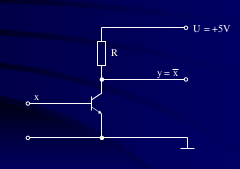 U = +5V
R
y = x̅
x